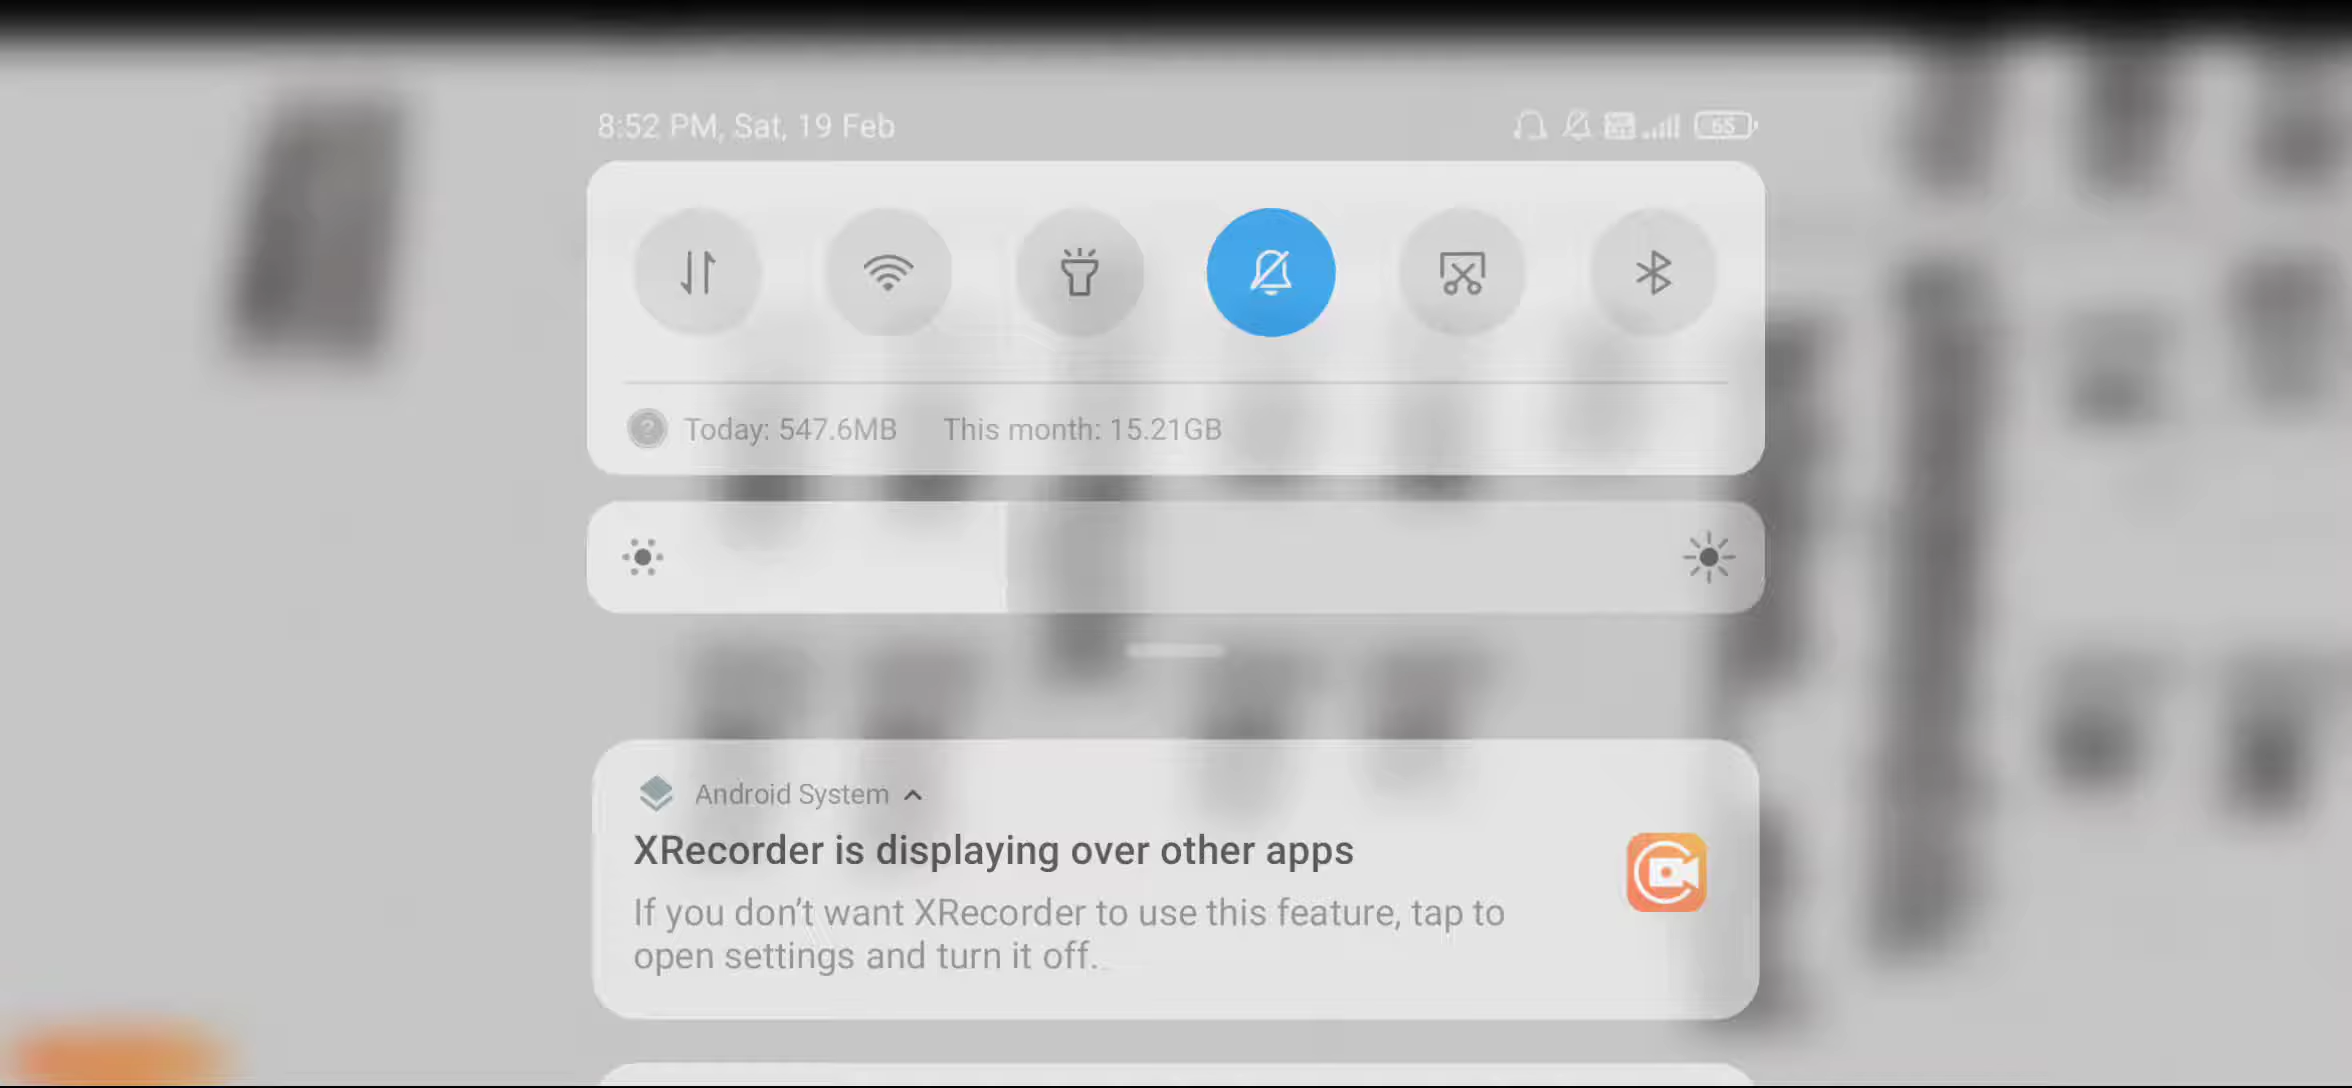 8:52 PM, Sat, 19 Feb
65
Today: 547.6MB This month: 15.21GB
Android System
XRecorder is displaying over other apps
If you don't want XRecorder to use this feature, tap to
open settings and turn it off.